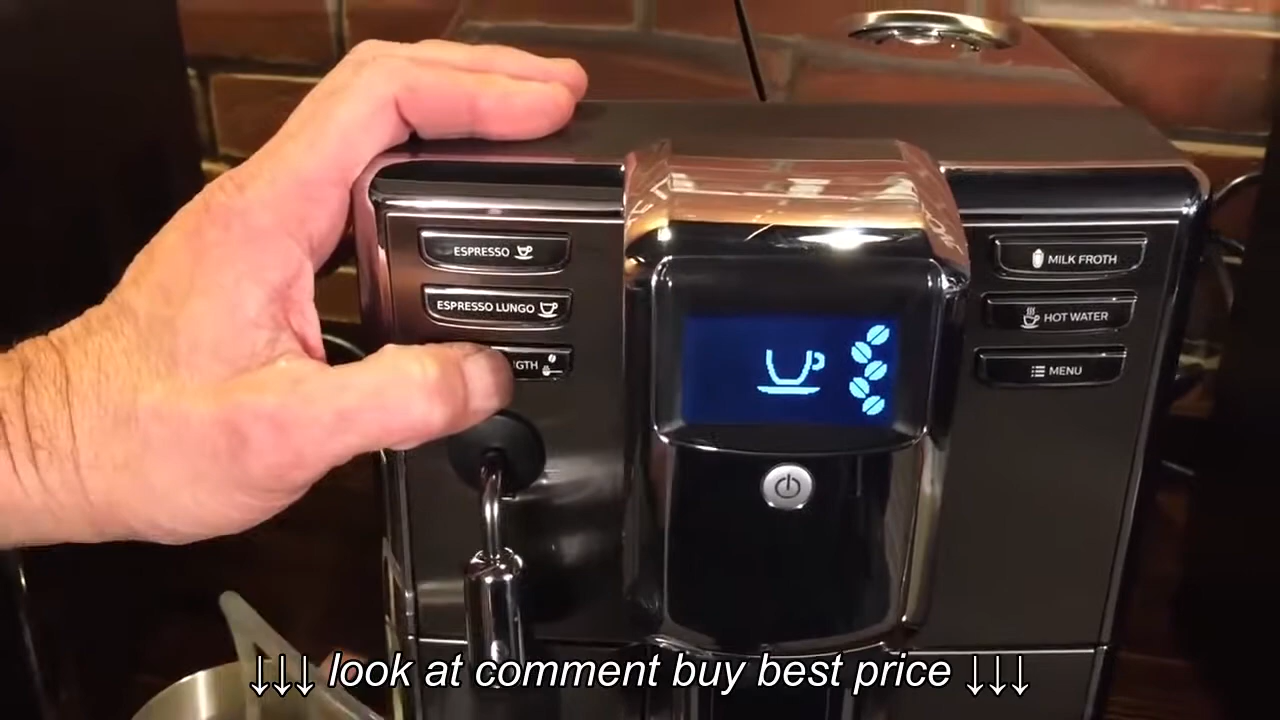 ESPRESSO
ESPRESSO LUNGO
MILK FROTH
HOT WATER
MENU
↓↓↓ look at comment buy best price ↓↓↓